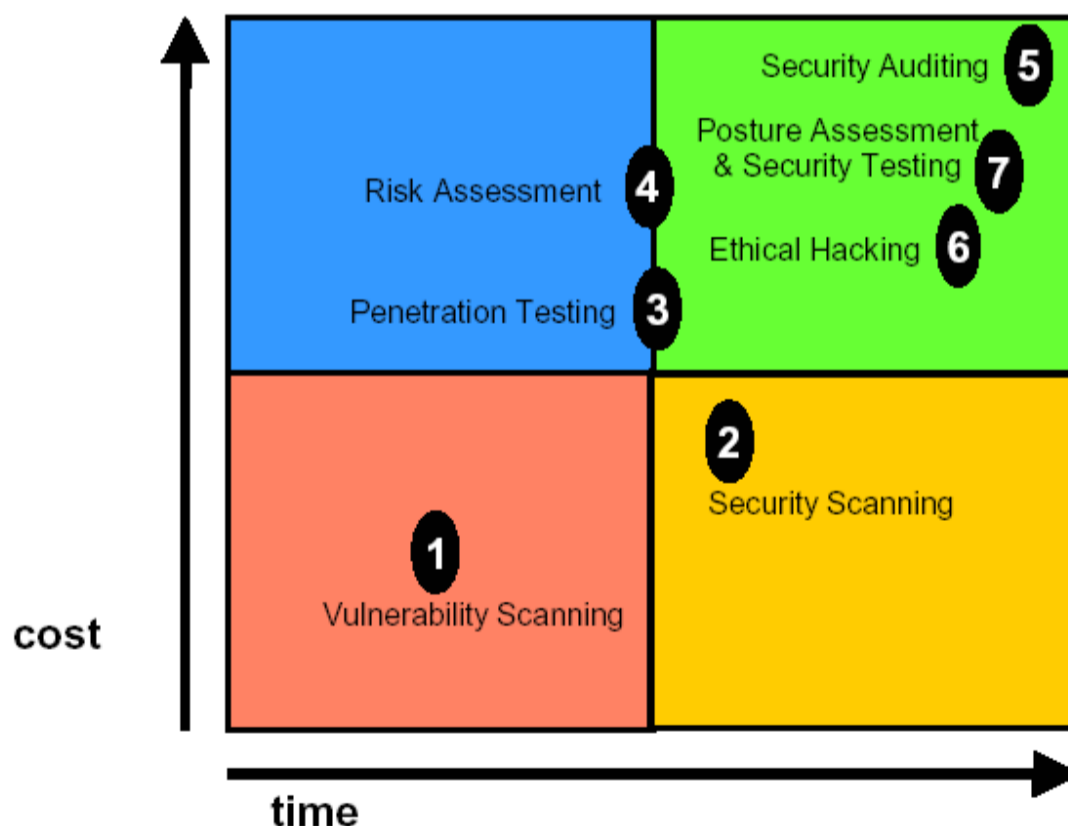 Security Auditing 5
Posture Assessment
& Security Testing 7
Risk Assessment 4
Ethical Hacking 6
Penetration Testing 3
2
Security Scanning
1
Vulnerability Scanning
cost
time